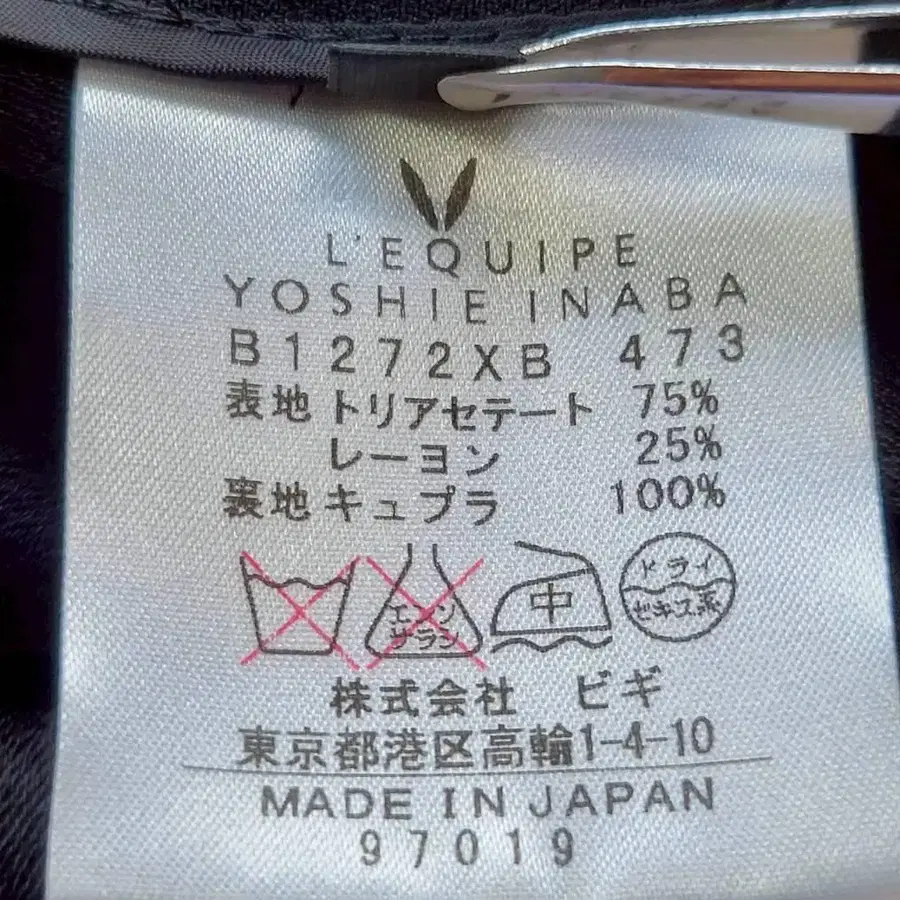 L'EQUIPE
YOSHIE INABA
B1272XB 473
表地 トリアセテート 75%
レーヨン 25%
裏地 キュプラ 100%
エンソ
サラシ
中
ドライ
セキユ系
株式会社 ビギ
東京都港区高輪1-4-10
MADE IN JAPAN
97019